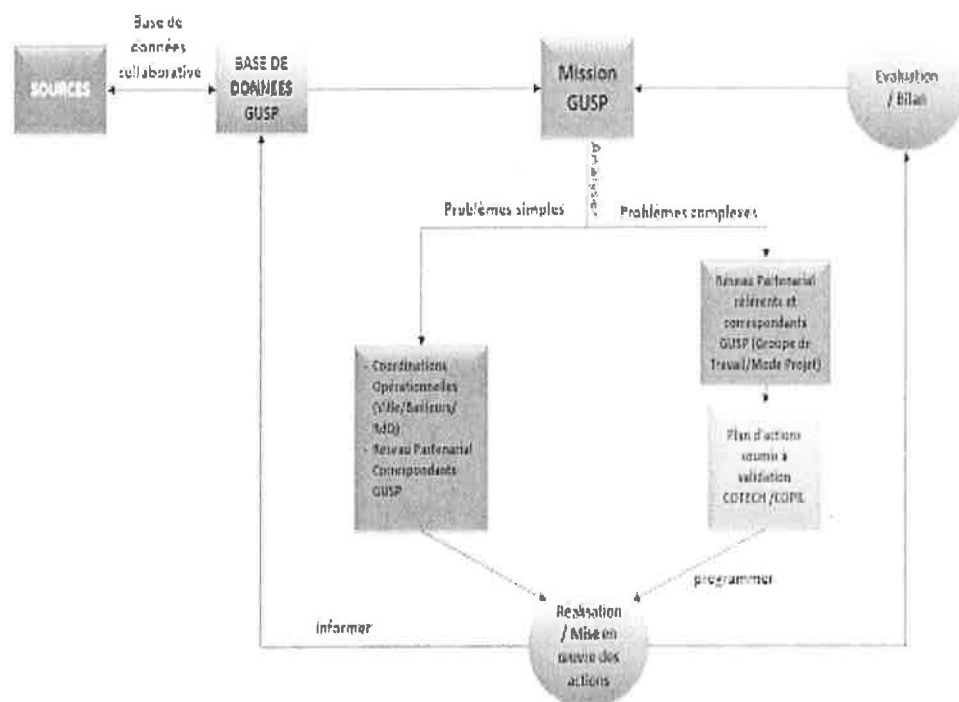 Base de
données
collaborativé
SOURCES
BASE DE
DONNEES
GUSP
Mission
GUSP
Evaluation
/ Bilan
Problèmes simples
Problèmes complexes
- Coordinations
Opérationnelles
(Ville/Bailleurs/
RdQ)
- Réseau Partenarial
Correspondants
GUSP
Réseau Partenarial
référents et
correspondants
GUSP (Groupe de
Travail/Mode Projet)
Plan d'actions
soumis à
validation
COTECH /COPIL
programmer
informer
Réalisation
/ Mise en
œuvre des
actions